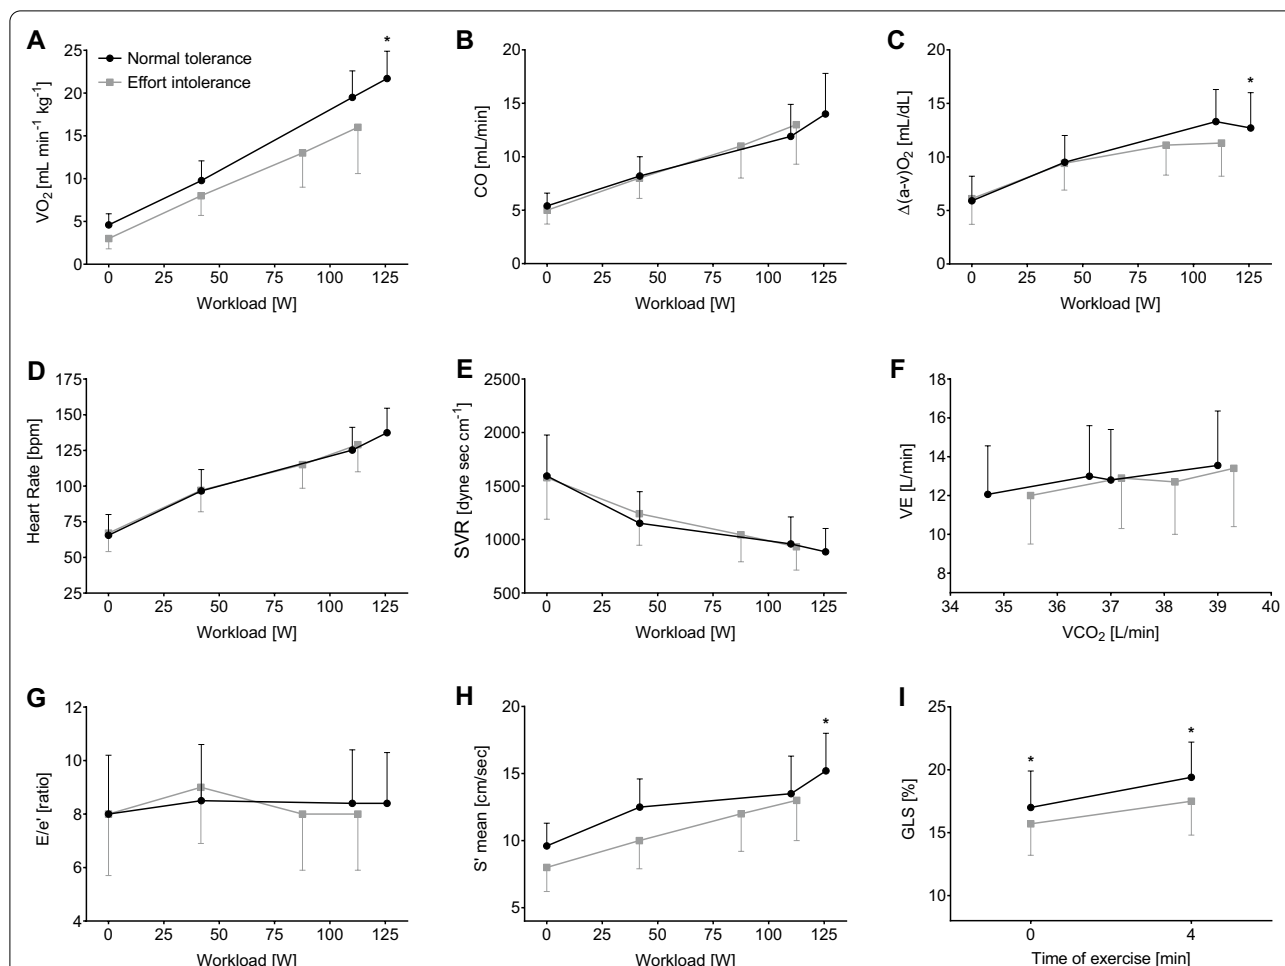 A
Normal tolerance
Effort intolerance
*
VO2 [mL min−1 kg−1]
25
20
15
10
5
0
0 25 50 75 100 125
Workload [W]
B
CO [mL/min]
20
15
10
5
0
0 25 50 75 100 125
Workload [W]
C
*
Δ(a-v)O2 [mL/dL]
20
15
10
5
0
0 25 50 75 100 125
Workload [W]
D
Heart Rate [bpm]
175
150
125
100
75
50
25
0 25 50 75 100 125
Workload [W]
E
SVR [dyne sec cm−1]
2500
2000
1500
1000
500
0 25 50 75 100 125
Workload [W]
F
VE [L/min]
18
16
14
12
10
8
34 35 36 37 38 39 40
VCO2 [L/min]
G
E/e' [ratio]
12
10
8
6
4
0 25 50 75 100 125
Workload [W]
H
*
S' mean [cm/sec]
20
15
10
5
0 25 50 75 100 125
Workload [W]
I
* *
GLS [%]
25
20
15
10
0 4
Time of exercise [min]